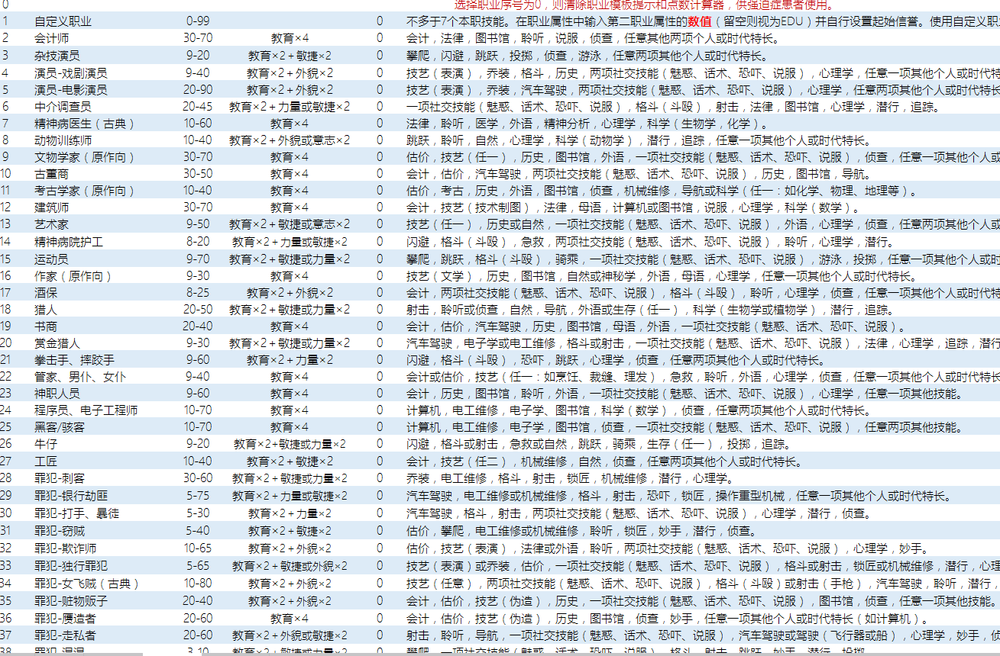 0 选择职业序号为0，则清除职业模板提示和点数计算器，供强迫症患者使用。
1 自定义职业 0-99 0 不多于7个本职技能。在职业属性中输入第二职业属性的数值（留空则视为EDU）并自行设置起始信誉。使用自定义职
2 会计师 30-70 教育×4 0 会计，法律，图书馆，聆听，说服，侦查，任意其他两项个人或时代特长。
3 杂技演员 9-20 教育×2＋敏捷×2 0 攀爬，闪避，跳跃，投掷，侦查，游泳，任意两项其他个人或时代特长。
4 演员-戏剧演员 9-40 教育×2＋外貌×2 0 技艺（表演），乔装，格斗，历史，两项社交技能（魅惑、话术、恐吓、说服），心理学，任意一项其他个人或时代特
5 演员-电影演员 20-90 教育×2＋外貌×2 0 技艺（表演），乔装，汽车驾驶，两项社交技能（魅惑、话术、恐吓、说服），心理学，任意两项其他个人或时代特长
6 中介调查员 20-45 教育×2＋力量或敏捷×2 0 一项社交技能（魅惑、话术、恐吓、说服），格斗（斗殴），射击，法律，图书馆，心理学，潜行，追踪。
7 精神病医生（古典） 10-60 教育×4 0 法律，聆听，医学，外语，精神分析，心理学，科学（生物学，化学）。
8 动物训练师 10-40 教育×2＋外貌或意志×2 0 跳跃，聆听，自然，心理学，科学（动物学），潜行，追踪，任意一项其他个人或时代特长。
9 文物学家（原作向） 30-70 教育×4 0 估价，技艺（任一），历史，图书馆，外语，一项社交技能（魅惑、话术、恐吓、说服），侦查，任意一项其他个人或
10 古董商 30-50 教育×4 0 会计，估价，汽车驾驶，两项社交技能（魅惑、话术、恐吓、说服），历史，图书馆，导航。
11 考古学家（原作向） 10-40 教育×4 0 估价，考古，历史，外语，图书馆，侦查，机械维修，导航或科学（任一：如化学、物理、地理等）。
12 建筑师 30-70 教育×4 0 会计，技艺（技术制图），法律，母语，计算机或图书馆，说服，心理学，科学（数学）。
13 艺术家 9-50 教育×2＋敏捷或意志×2 0 技艺（任一），历史或自然，一项社交技能（魅惑、话术、恐吓、说服），外语，心理学，侦查，任意两项其他个人或
14 精神病院护工 8-20 教育×2＋力量或敏捷×2 0 闪避，格斗（斗殴），急救，两项社交技能（魅惑、话术、恐吓、说服），聆听，心理学，潜行。
15 运动员 9-70 教育×2＋敏捷或力量×2 0 攀爬，跳跃，格斗（斗殴），骑乘，一项社交技能（魅惑、话术、恐吓、说服），游泳，投掷，任意一项其他个人或时
16 作家（原作向） 9-30 教育×4 0 技艺（文学），历史，图书馆，自然或神秘学，外语，母语，心理学，任意一项其他个人或时代特长。
17 酒保 8-25 教育×2＋外貌×2 0 会计，两项社交技能（魅惑、话术、恐吓、说服），格斗（斗殴），聆听，心理学，侦查，任意一项其他个人或时代特
18 猎人 20-50 教育×2＋敏捷或力量×2 0 射击，聆听或侦查，自然，导航，外语或生存（任一），科学（生物学或植物学），潜行，追踪。
19 书商 20-40 教育×4 0 会计，估价，汽车驾驶，历史，图书馆，母语，外语，一项社交技能（魅惑、话术、恐吓、说服）。
20 赏金猎人 9-30 教育×2＋敏捷或力量×2 0 汽车驾驶，电子学或电工维修，格斗或射击，一项社交技能（魅惑、话术、恐吓、说服），法律，心理学，追踪，潜行
21 拳击手、摔跤手 9-60 教育×2＋力量×2 0 闪避，格斗（斗殴），恐吓，跳跃，心理学，侦查，任意两项其他个人或时代特长。
22 管家、男仆、女仆 9-40 教育×4 0 会计或估价，技艺（任一：如烹饪、裁缝、理发），急救，聆听，外语，心理学，侦查，任意一项其他个人或时代特长
23 神职人员 9-60 教育×4 0 会计，历史，图书馆，聆听，外语，一项社交技能（魅惑、话术、恐吓、说服），心理学，任意一项其他技能。
24 程序员、电子工程师 10-70 教育×4 0 计算机，电工维修，电子学、图书馆，科学（数学），侦查，任意两项其他个人或时代特长。
25 黑客/骇客 10-70 教育×4 0 计算机，电工维修，电子学，图书馆，侦查，一项社交技能（魅惑、话术、恐吓、说服），任意两项其他技能。
26 牛仔 9-20 教育×2+敏捷或力量×2 0 闪避，格斗或射击，急救或自然，跳跃，骑乘，生存（任一），投掷，追踪。
27 工匠 10-40 教育×2＋敏捷×2 0 会计，技艺（任二），机械维修，自然，侦查，任意两项其他个人或时代特长。
28 罪犯-刺客 30-60 教育×2＋敏捷或力量×2 0 乔装，电工维修，格斗，射击，锁匠，机械维修，潜行，心理学。
29 罪犯-银行劫匪 5-75 教育×2＋敏捷或力量×2 0 汽车驾驶，电工维修或机械维修，格斗，射击，恐吓，锁匠，操作重型机械，任意一项其他个人或时代特长。
30 罪犯-打手、暴徒 5-30 教育×2＋力量×2 0 汽车驾驶，格斗，射击，两项社交技能（魅惑、话术、恐吓、说服），心理学，潜行，侦查。
31 罪犯-窃贼 5-40 教育×2＋敏捷×2 0 估价，攀爬，电工维修或机械维修，聆听，锁匠，妙手，潜行，侦查。
32 罪犯-欺诈师 10-65 教育×2＋外貌×2 0 估价，技艺（表演），法律或外语，聆听，两项社交技能（魅惑、话术、恐吓、说服），心理学，妙手。
33 罪犯-独行罪犯 5-65 教育×2＋敏捷或外貌×2 0 技艺（表演）或乔装，估价，一项社交技能（魅惑、话术、恐吓、说服），格斗或射击，锁匠或机械维修，潜行，心理
34 罪犯-女飞贼（古典） 10-80 教育×2＋外貌×2 0 技艺（任意），两项社交技能（魅惑、话术、恐吓、说服），格斗（斗殴）或射击（手枪），汽车驾驶，聆听，潜行，
35 罪犯-赃物贩子 20-40 教育×2＋外貌×2 0 会计，估价，技艺（伪造），历史，一项社交技能（魅惑、话术、恐吓、说服），图书馆，侦查，任意一项其他技能。
36 罪犯-赝造者 20-60 教育×4 0 会计，估价，技艺（伪造），历史，图书馆，侦查，妙手，任意一项其他个人或时代特长（如计算机）。
37 罪犯-走私者 20-60 教育×2＋外貌或敏捷×2 0 射击，聆听，导航，一项社交技能（魅惑、话术、恐吓、说服），汽车驾驶或驾驶（飞行器或船），心理学，妙手，侦
38 罪犯-混混 3-10 教育×2＋外貌或敏捷×2 0 攀爬，一项社交技能（魅惑、话术、恐吓、说服），格斗，射击，跳跃，妙手，潜行，投掷。